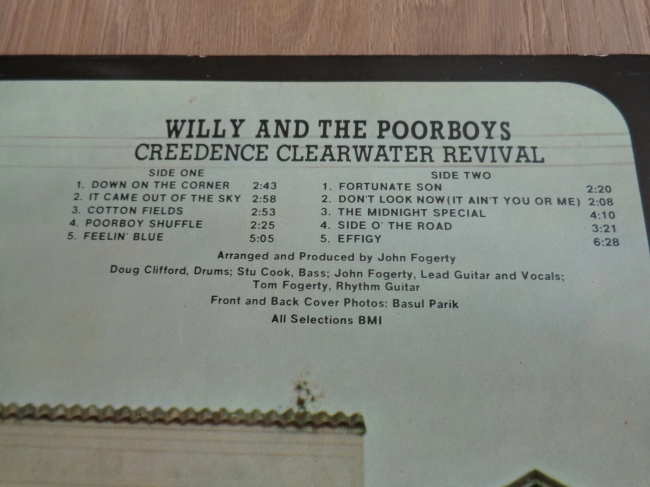 WILLY AND THE POORBOYS
CREEDENCE CLEARWATER REVIVAL
SIDE ONE
1. DOWN ON THE CORNER 2:43
2. IT CAME OUT OF THE SKY 2:58
3. COTTON FIELDS 2:53
4. POORBOY SHUFFLE 2:25
5. FEELIN' BLUE 5:05
SIDE TWO
1. FORTUNATE SON 2:20
2. DON'T LOOK NOW (IT AIN'T YOU OR ME) 2:08
3. THE MIDNIGHT SPECIAL 4:10
4. SIDE O' THE ROAD 3:21
5. EFFIGY 6:28
Arranged and Produced by John Fogerty
Doug Clifford, Drums; Stu Cook, Bass; John Fogerty, Lead Guitar and Vocals;
Tom Fogerty, Rhythm Guitar
Front and Back Cover Photos: Basul Parik
All Selections BMI